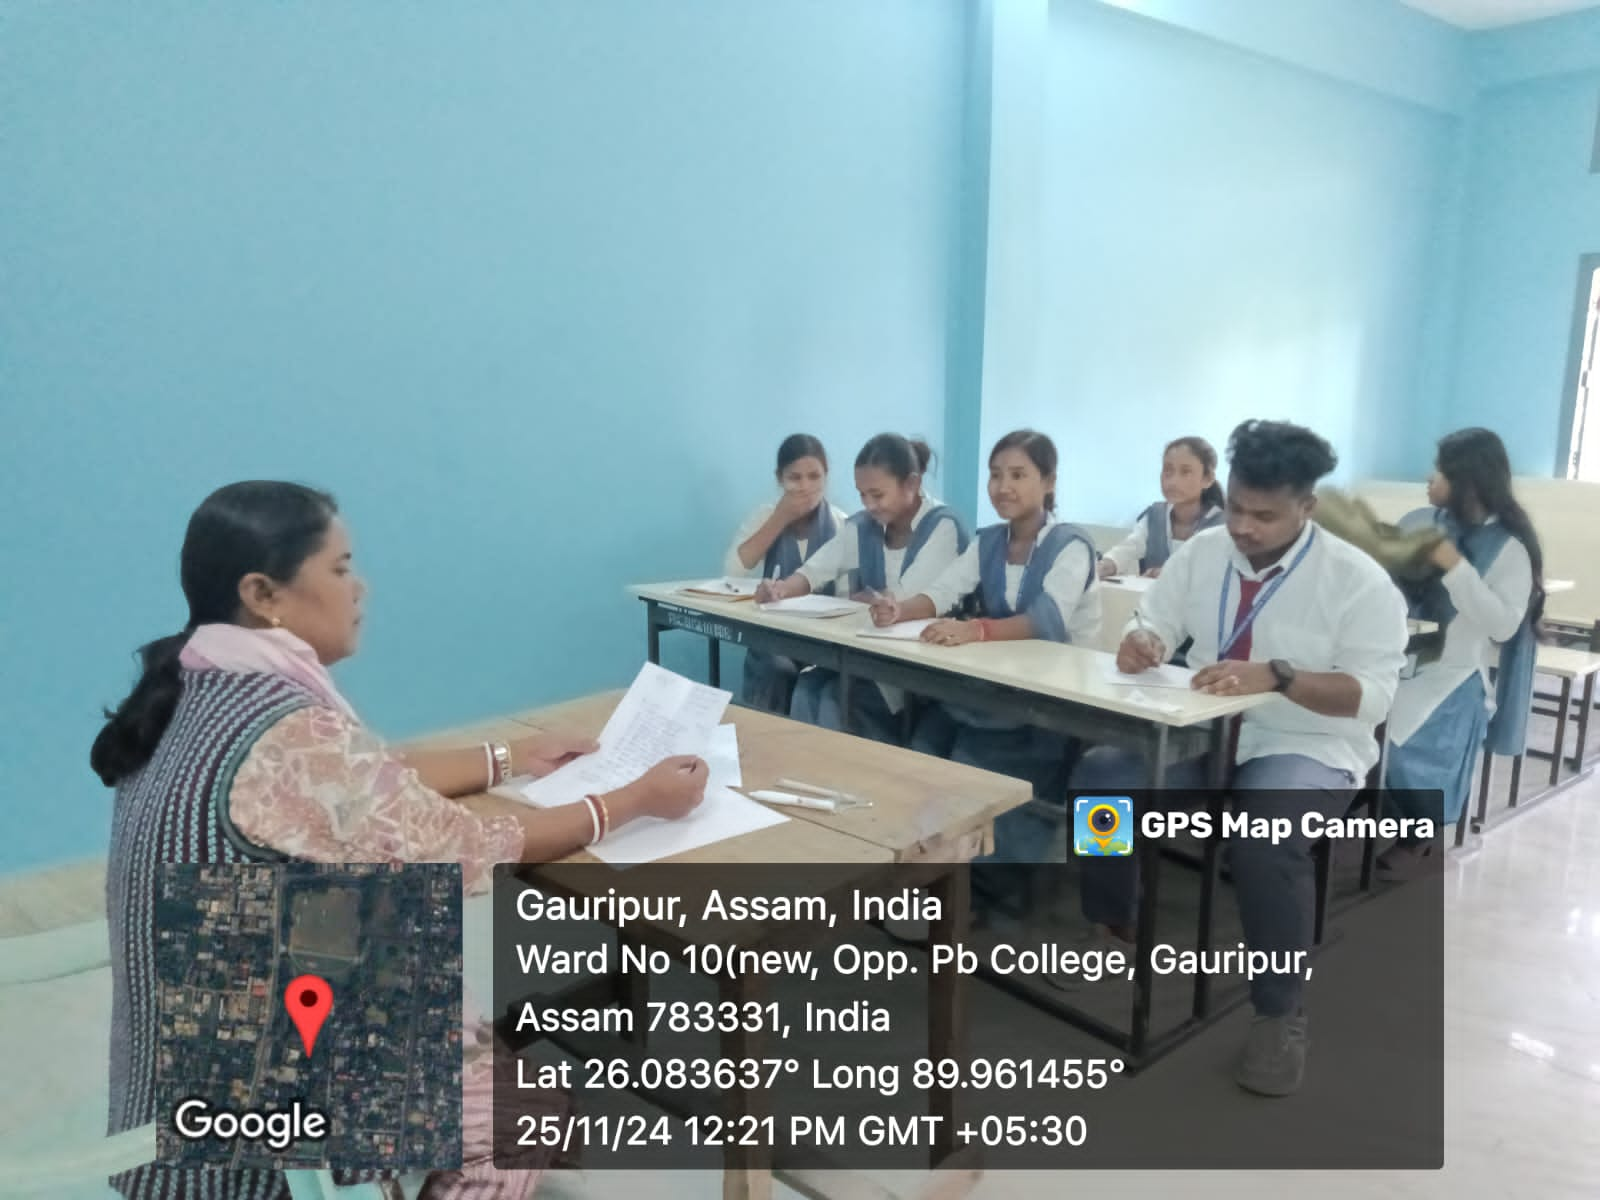 GPS Map Camera
Gauripur, Assam, India
Ward No 10(new, Opp. Pb College, Gauripur,
Assam 783331, India
Lat 26.083637° Long 89.961455°
25/11/24 12:21 PM GMT +05:30
Google